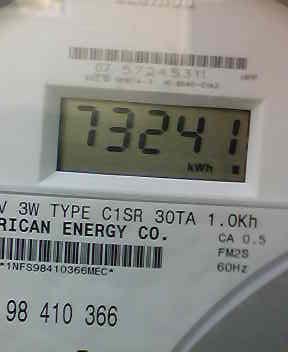 07 57245311
73241
kWh
V 3W TYPE C1SR 30TA 1.0Kh
RICAN ENERGY CO.
CA 0.5
FM2S
60Hz
*1NFS98410366MEC*
98 410 366